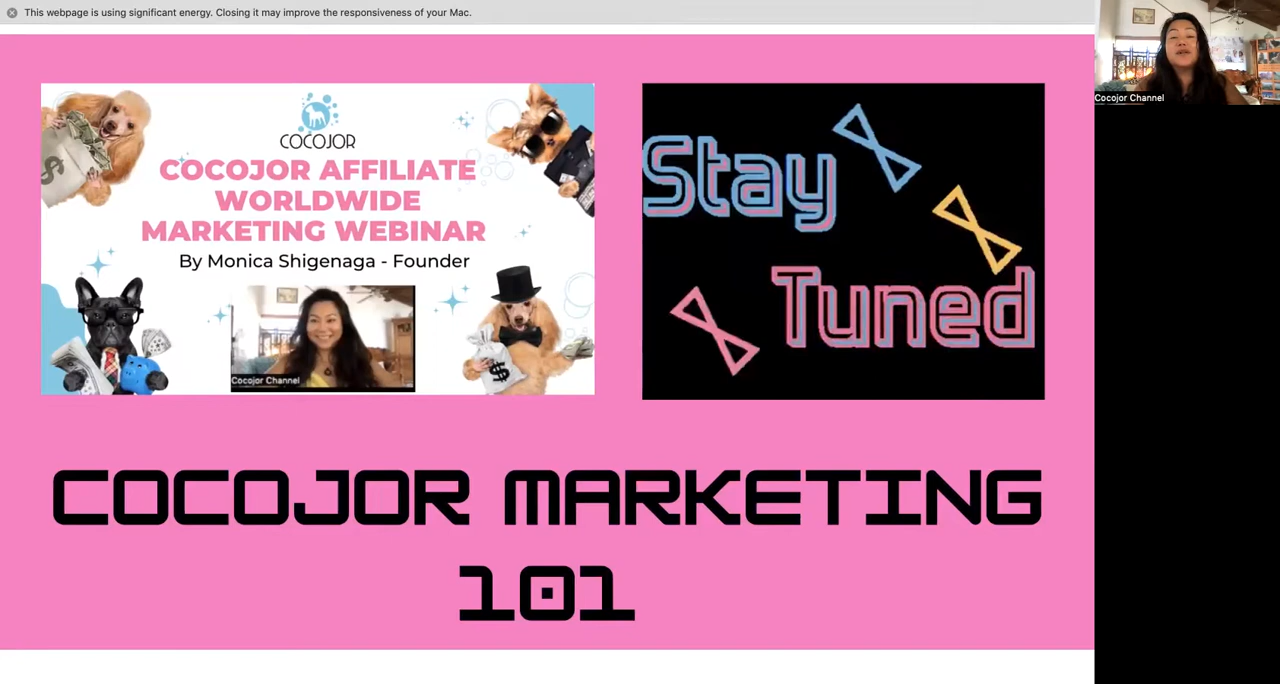 This webpage is using significant energy. Closing it may improve the responsiveness of your Mac.
COCOJOR
COCOJOR AFFILIATE
WORLDWIDE
MARKETING WEBINAR
By Monica Shigenaga - Founder
Cocojor Channel
Stay
Tuned
COCOJOR MARKETING
101
Cocojor Channel